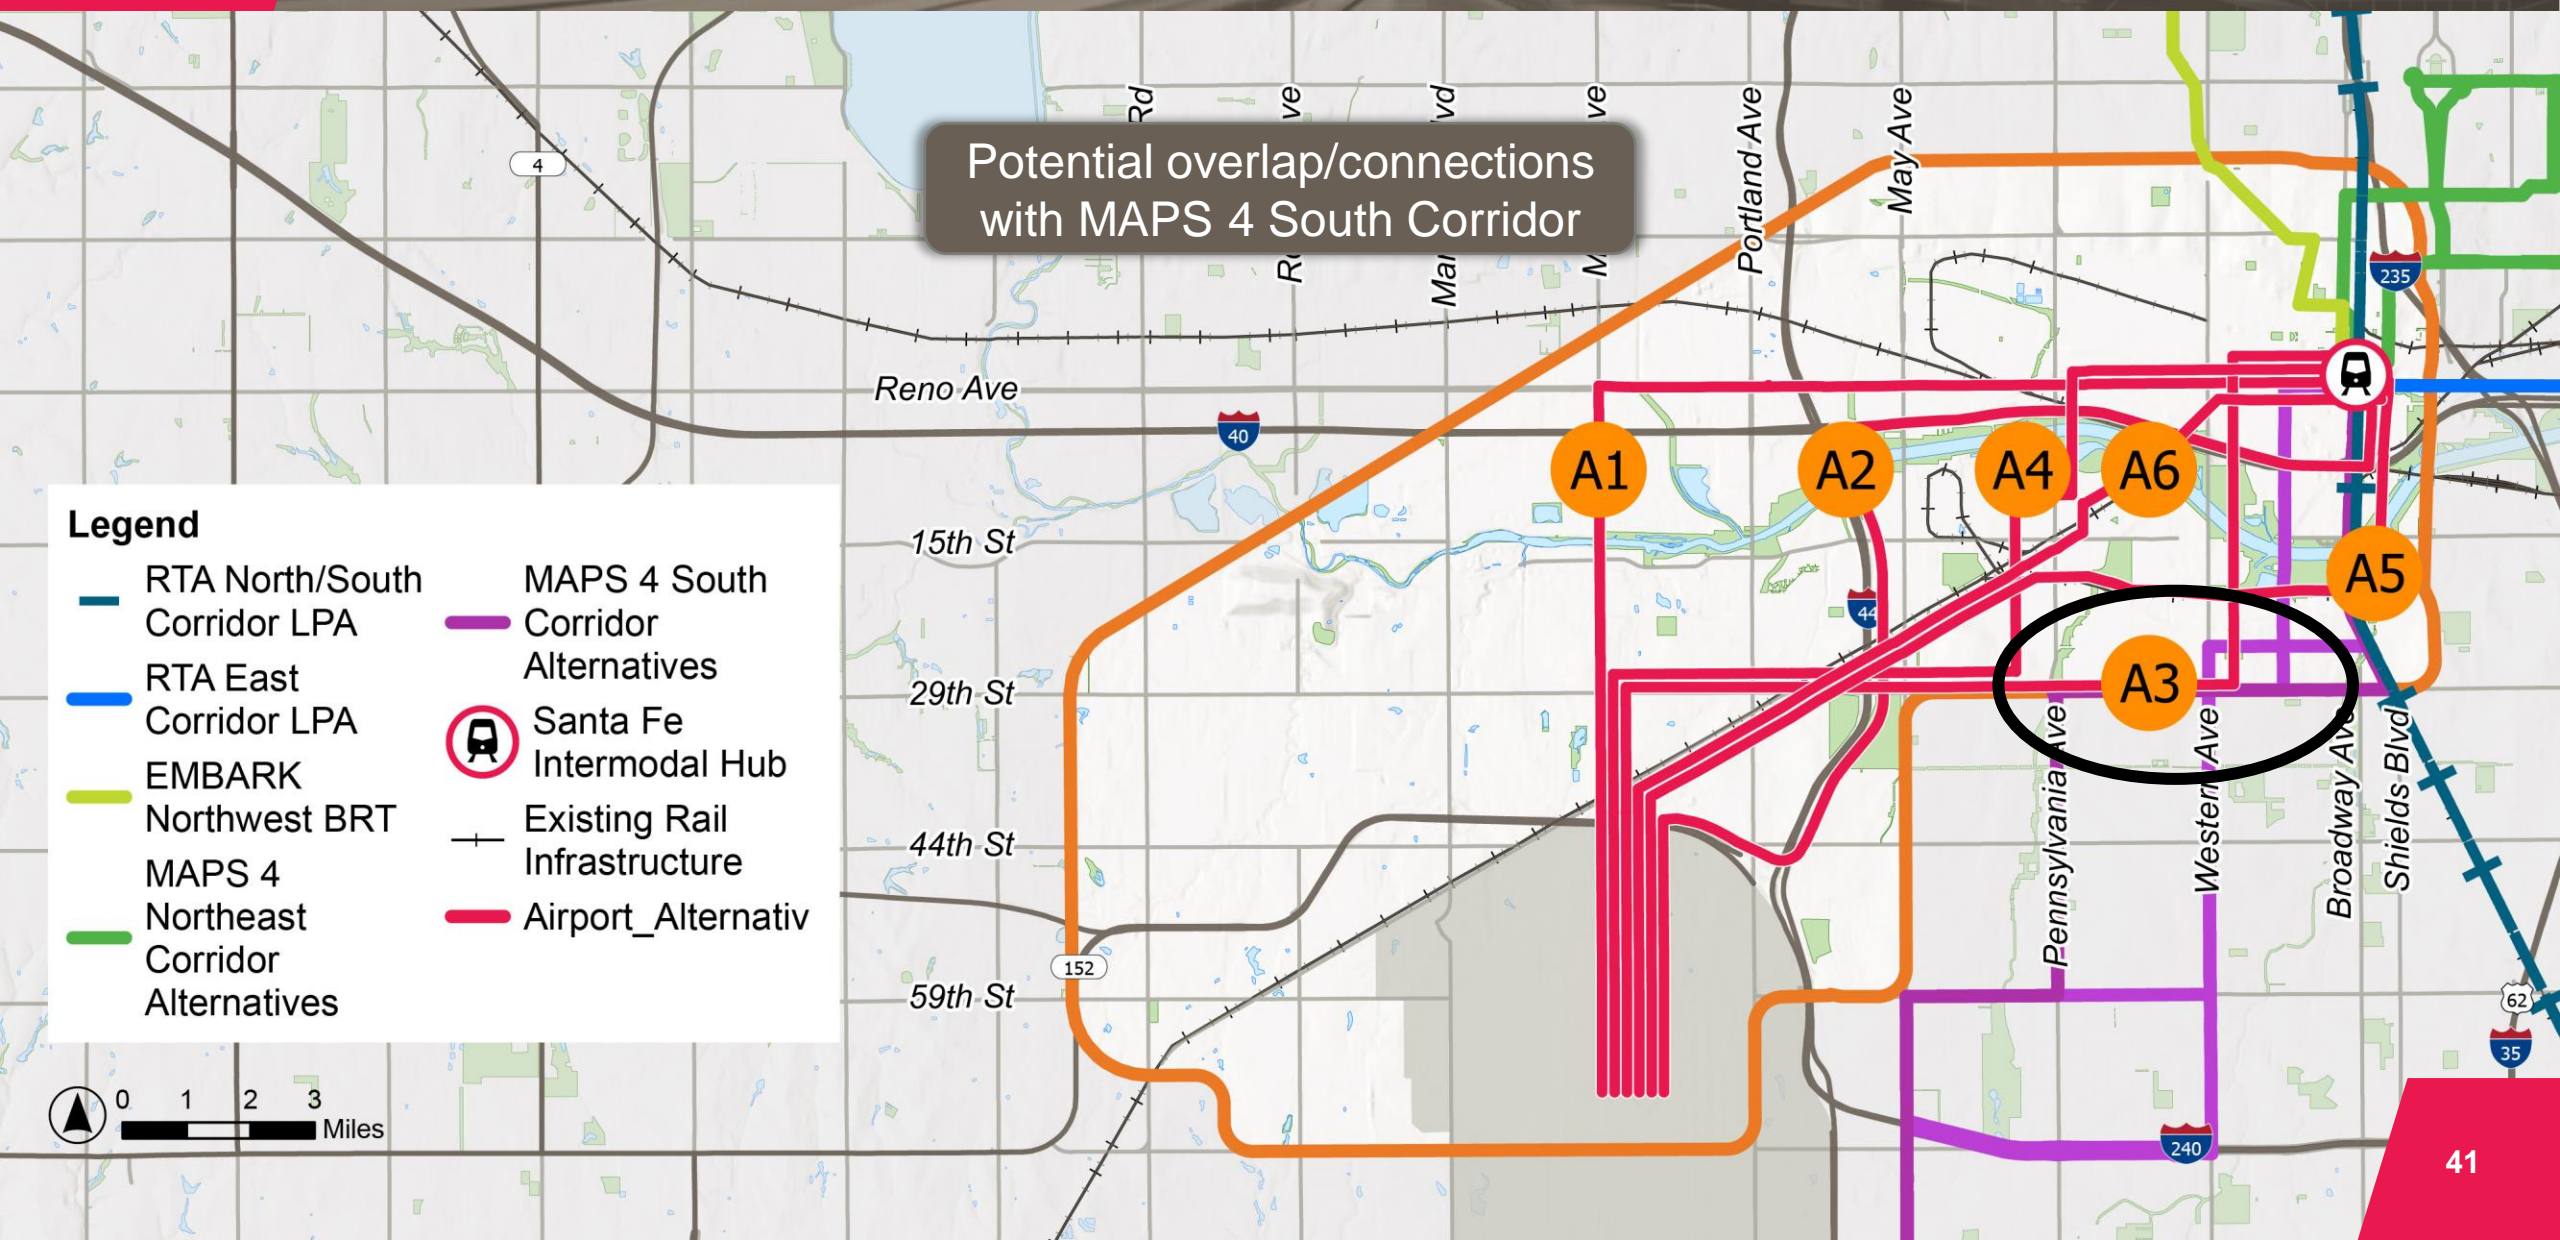 Potential overlap/connections
with MAPS 4 South Corridor
Rd
ve
vd
ve
Portland Ave
May Ave
4
235
Reno Ave
40
A1
A2
A4
A6
A5
A3
15th St
44
29th St
44th St
59th St
152
Pennsylvania Ave
Western Ave
Broadway Ave
Shields Blvd
62
35
240
Legend
RTA North/South
Corridor LPA
RTA East
Corridor LPA
EMBARK
Northwest BRT
MAPS 4
Northeast
Corridor
Alternatives
MAPS 4 South
Corridor
Alternatives
Santa Fe
Intermodal Hub
Existing Rail
Infrastructure
Airport_Alternativ
0 1 2 3
Miles
41